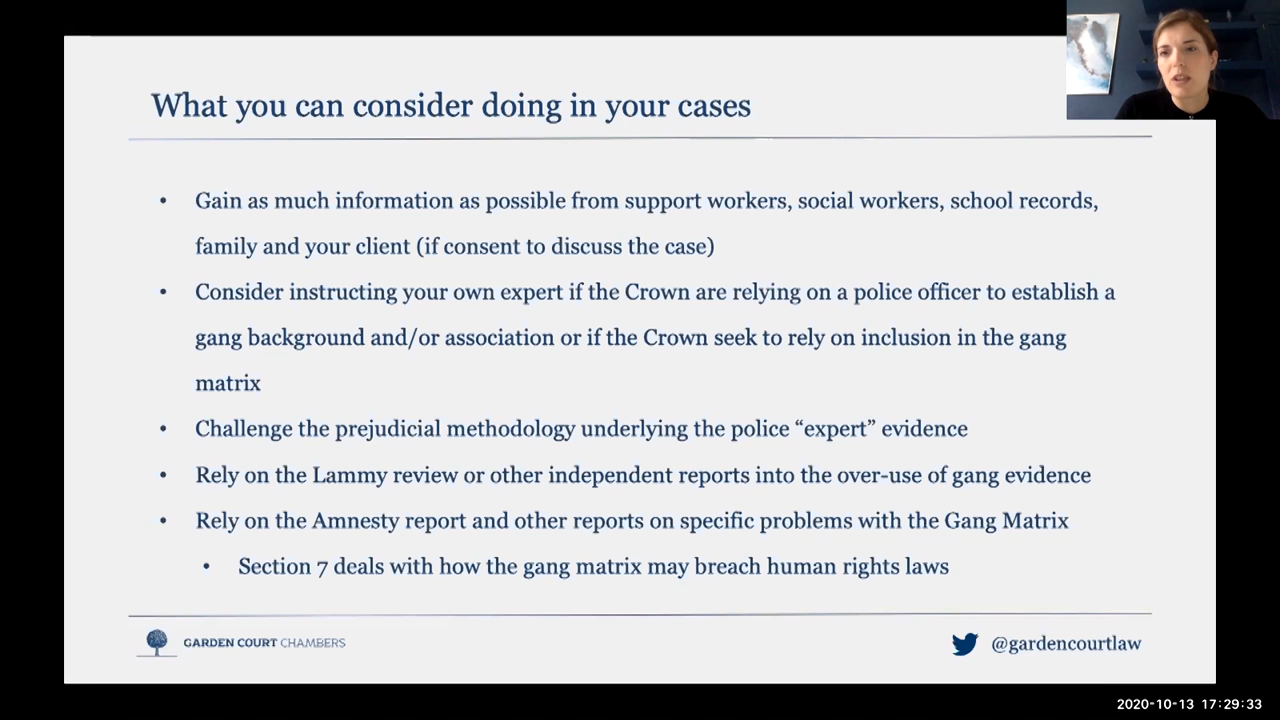 What you can consider doing in your cases
• Gain as much information as possible from support workers, social workers, school records,
family and your client (if consent to discuss the case)
• Consider instructing your own expert if the Crown are relying on a police officer to establish a
gang background and/or association or if the Crown seek to rely on inclusion in the gang
matrix
• Challenge the prejudicial methodology underlying the police “expert” evidence
• Rely on the Lammy review or other independent reports into the over-use of gang evidence
• Rely on the Amnesty report and other reports on specific problems with the Gang Matrix
• Section 7 deals with how the gang matrix may breach human rights laws
GARDEN COURT CHAMBERS
@gardencourtlaw
2020-10-13 17:29:33